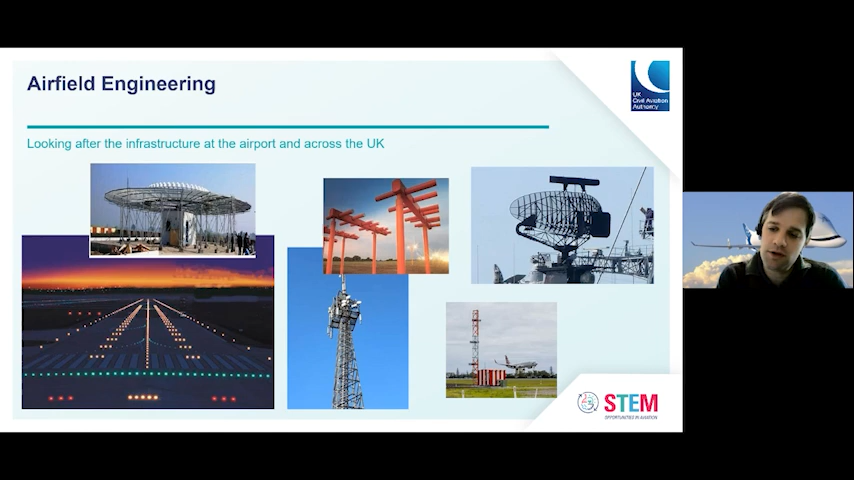 Airfield Engineering
UK
Civil Aviation
Authority
Looking after the infrastructure at the airport and across the UK
STEM
OPPORTUNITIES IN AVIATION